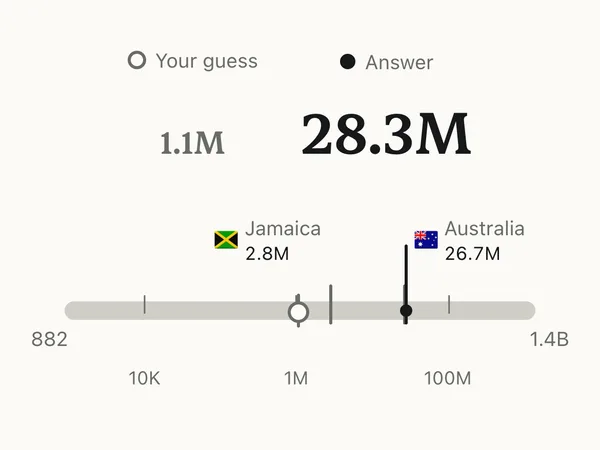 Your guess
Answer
1.1M
28.3M
Jamaica
2.8M
Australia
26.7M
882
1.4B
10K
1M
100M